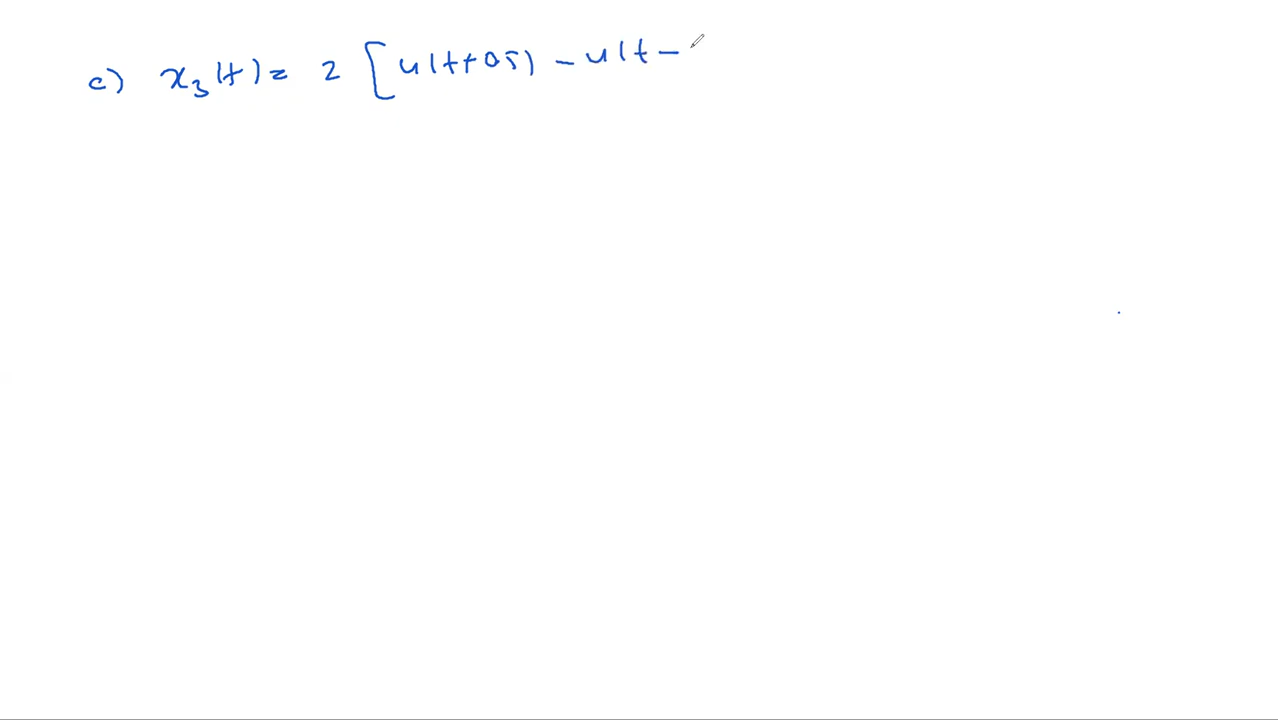 c) x₃(t) = 2 [u(t+0.5) - u(t-